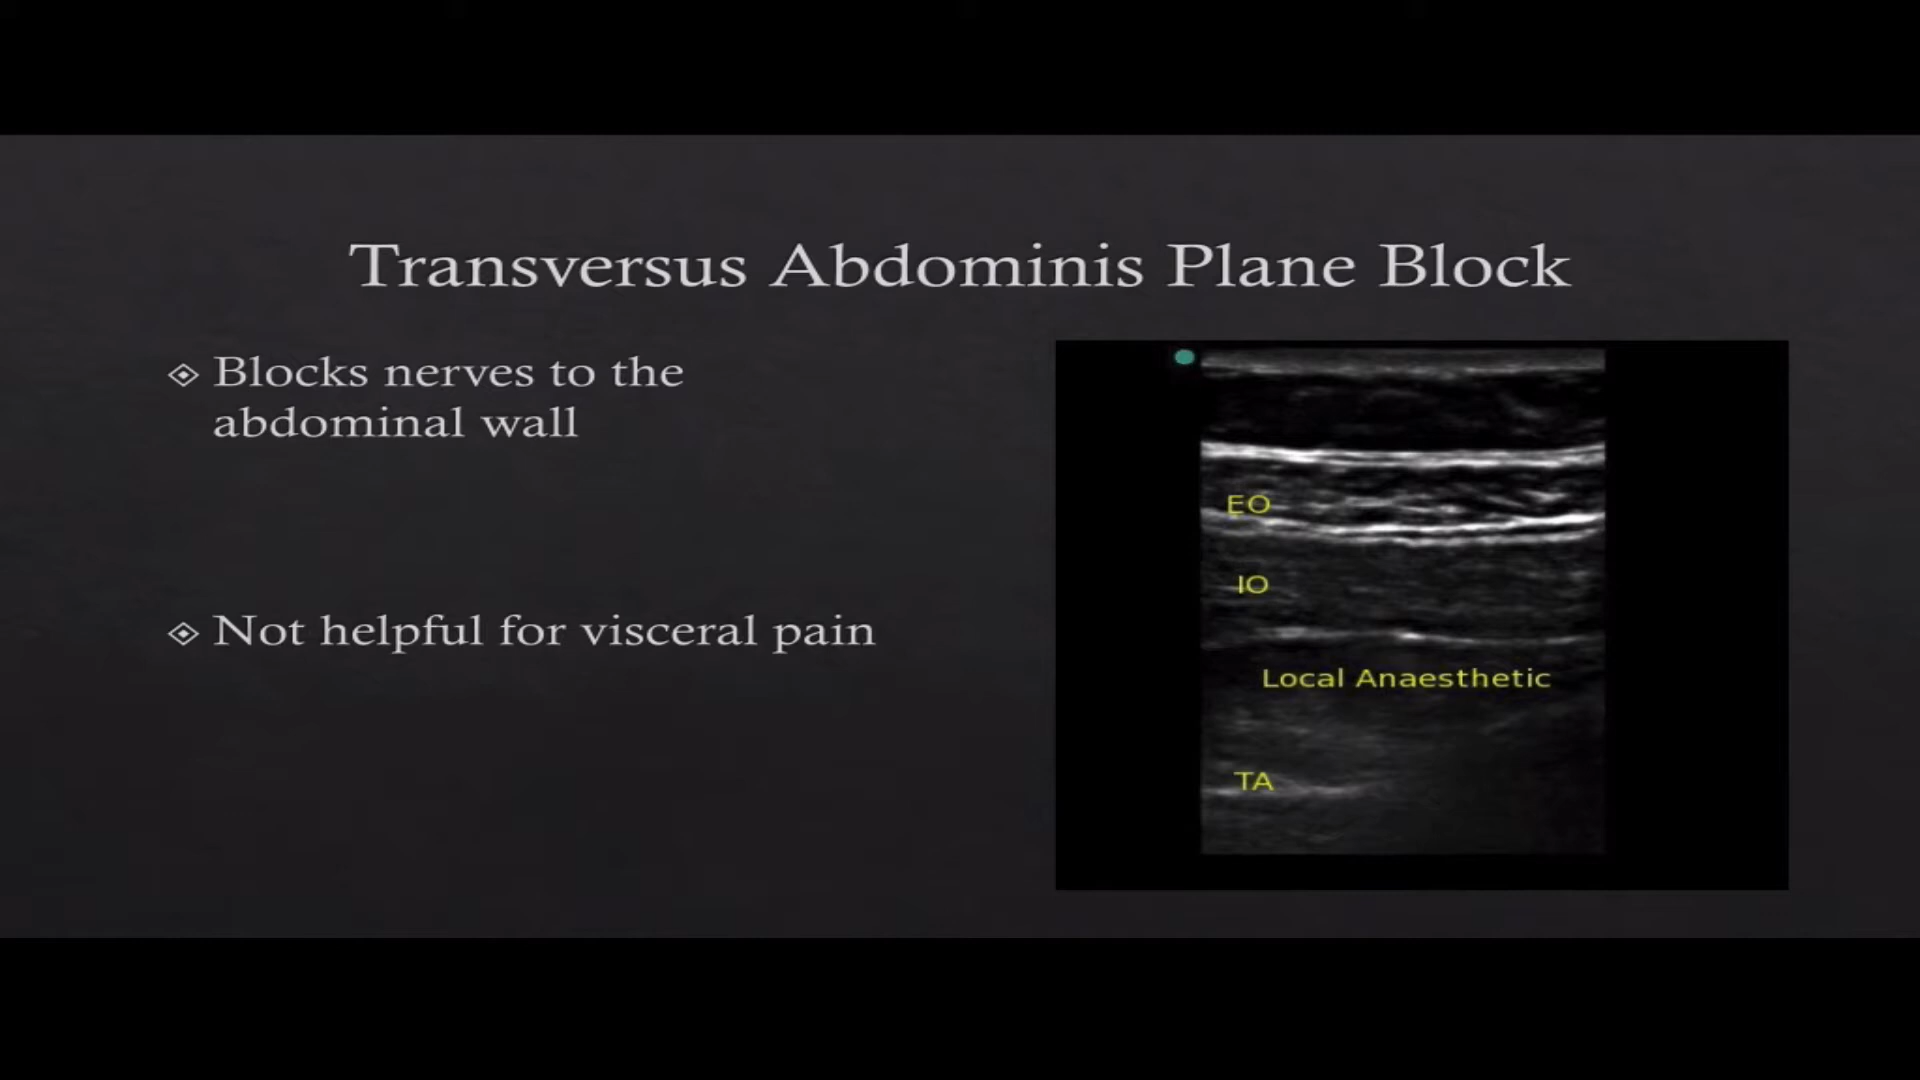 Transversus Abdominis Plane Block
Blocks nerves to the
abdominal wall
Not helpful for visceral pain
EO
IO
Local Anaesthetic
TA